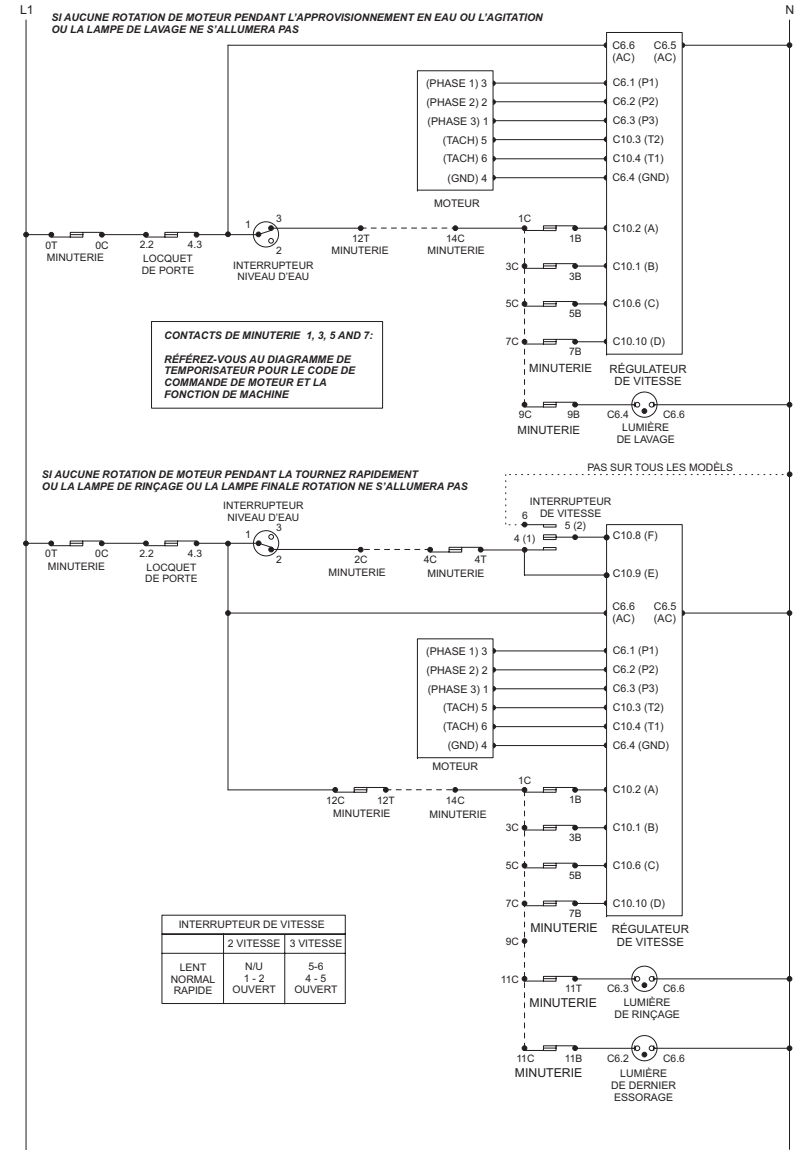 L1
N
SI AUCUNE ROTATION DE MOTEUR PENDANT L'APPROVISIONNEMENT EN EAU OU L'AGITATION
OU LA LAMPE DE LAVAGE NE S'ALLUMERA PAS
C6.6 C6.5
(AC) (AC)
(PHASE 1) 3 C6.1 (P1)
(PHASE 2) 2 C6.2 (P2)
(PHASE 3) 1 C6.3 (P3)
(TACH) 5 C10.3 (T2)
(TACH) 6 C10.4 (T1)
(GND) 4 C6.4 (GND)
MOTEUR
0T 0C
MINUTERIE
2.2 4.3
LOCQUET
DE PORTE
1 3
2
INTERRUPTEUR
NIVEAU D'EAU
12T
MINUTERIE
14C
MINUTERIE
1C 1B C10.2 (A)
3C 3B C10.1 (B)
5C 5B C10.6 (C)
7C 7B C10.10 (D)
MINUTERIE
RÉGULATEUR
DE VITESSE
9C 9B C6.4 C6.6
MINUTERIE
LUMIÈRE
DE LAVAGE
CONTACTS DE MINUTERIE 1, 3, 5 AND 7:
RÉFÉREZ-VOUS AU DIAGRAMME DE
TEMPORISATEUR POUR LE CODE DE
COMMANDE DE MOTEUR ET LA
FONCTION DE MACHINE
SI AUCUNE ROTATION DE MOTEUR PENDANT LA TOURNEZ RAPIDEMENT
OU LA LAMPE DE RINÇAGE OU LA LAMPE FINALE ROTATION NE S'ALLUMERA PAS
PAS SUR TOUS LES MODÈLS
INTERRUPTEUR
NIVEAU D'EAU
1 3
2
INTERRUPTEUR
DE VITESSE
6
5 (2)
4 (1)
C10.8 (F)
C10.9 (E)
0T 0C
MINUTERIE
2.2 4.3
LOCQUET
DE PORTE
2C
MINUTERIE
4C 4T
MINUTERIE
C6.6 C6.5
(AC) (AC)
(PHASE 1) 3 C6.1 (P1)
(PHASE 2) 2 C6.2 (P2)
(PHASE 3) 1 C6.3 (P3)
(TACH) 5 C10.3 (T2)
(TACH) 6 C10.4 (T1)
(GND) 4 C6.4 (GND)
MOTEUR
12C 12T
MINUTERIE
14C
MINUTERIE
1C 1B C10.2 (A)
3C 3B C10.1 (B)
5C 5B C10.6 (C)
7C 7B C10.10 (D)
MINUTERIE
RÉGULATEUR
DE VITESSE
9C
11C 11T C6.3 C6.6
MINUTERIE
LUMIÈRE
DE RINÇAGE
11C 11B C6.2 C6.6
MINUTERIE
LUMIÈRE
DE DERNIER
ESSORAGE
INTERRUPTEUR DE VITESSE
2 VITESSE 3 VITESSE
LENT N/U 5-6
NORMAL 1 - 2 4 - 5
RAPIDE OUVERT OUVERT